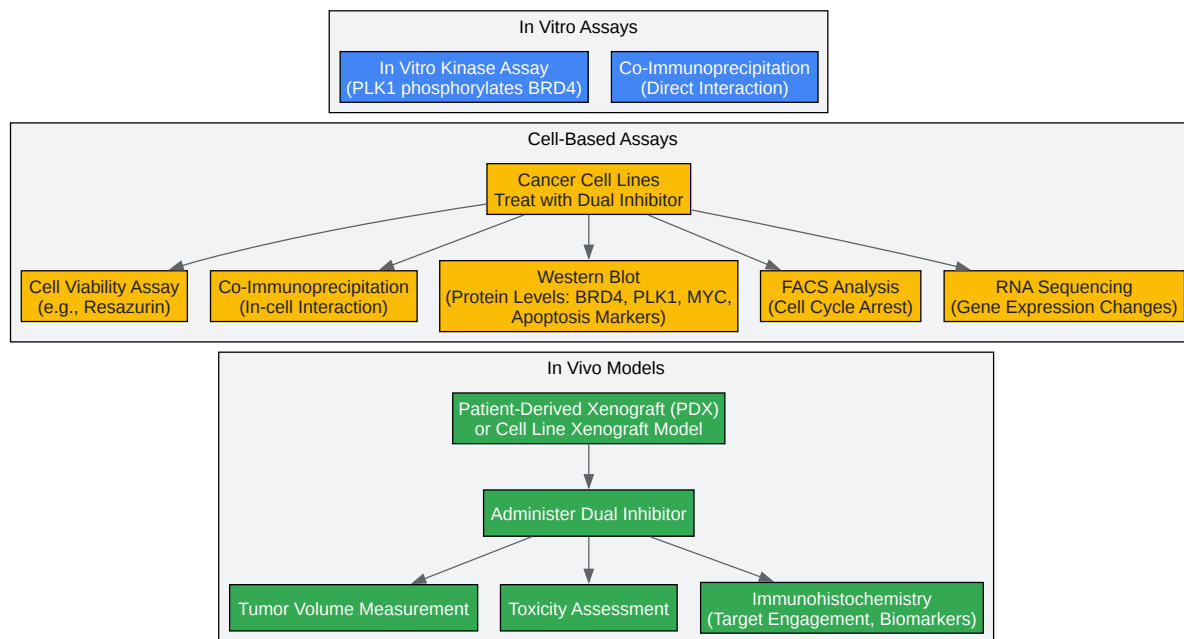 In Vitro Assays
In Vitro Kinase Assay
(PLK1 phosphorylates BRD4)
Co-Immunoprecipitation
(Direct Interaction)
Cell-Based Assays
Cancer Cell Lines
Treat with Dual Inhibitor
Cell Viability Assay
(e.g., Resazurin)
Co-Immunoprecipitation
(In-cell Interaction)
Western Blot
(Protein Levels: BRD4, PLK1, MYC,
Apoptosis Markers)
FACS Analysis
(Cell Cycle Arrest)
RNA Sequencing
(Gene Expression Changes)
In Vivo Models
Patient-Derived Xenograft (PDX)
or Cell Line Xenograft Model
Administer Dual Inhibitor
Tumor Volume Measurement
Toxicity Assessment
Immunohistochemistry
(Target Engagement, Biomarkers)